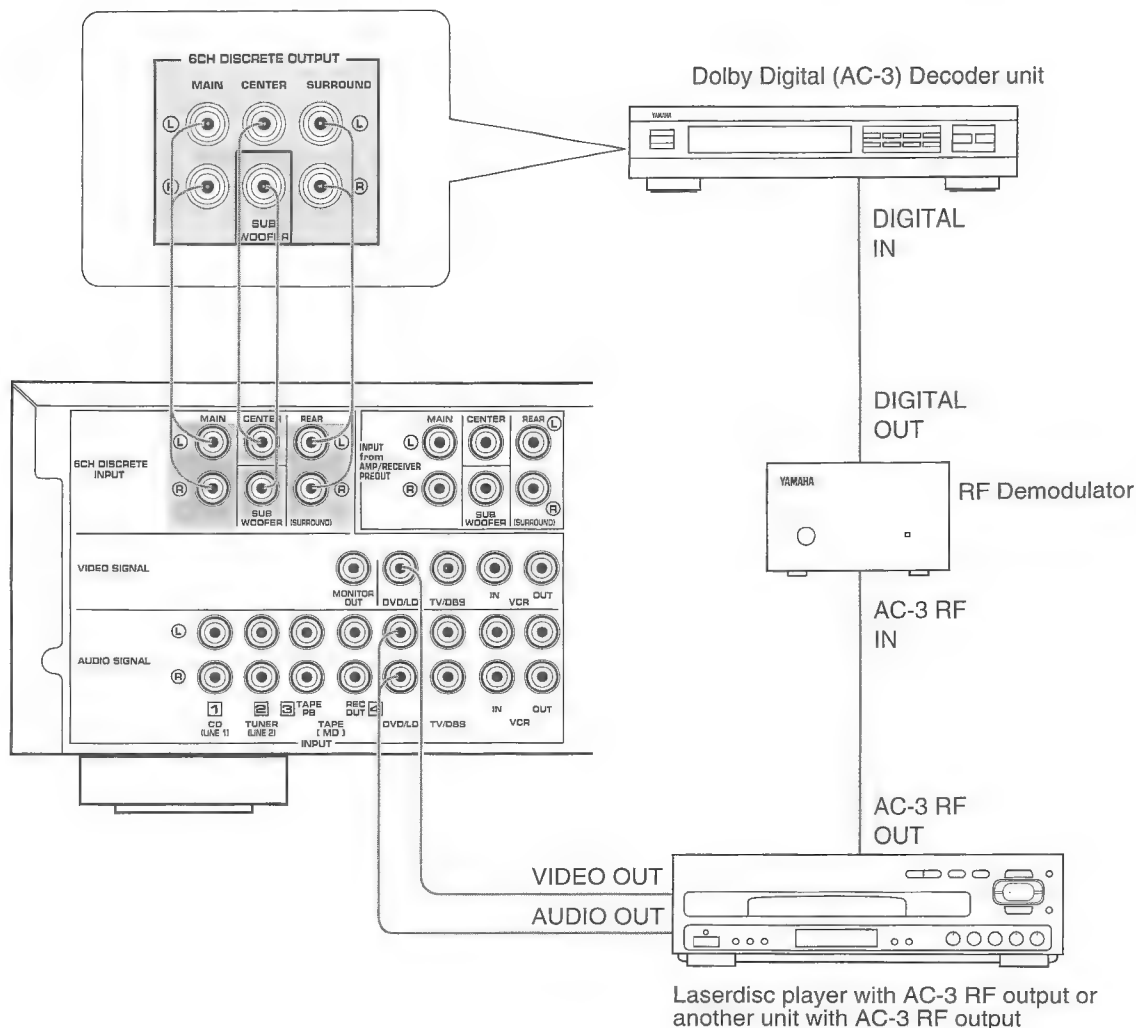 6CH DISCRETE OUTPUT
MAIN CENTER SURROUND
L L
R R
SUB
WOOFER
Dolby Digital (AC-3) Decoder unit
YAMAHA
DIGITAL
IN
DIGITAL
OUT
YAMAHA
RF Demodulator
AC-3 RF
IN
AC-3 RF
OUT
MAIN CENTER REAR
6CH DISCRETE
INPUT
L L
R R
SUB
WOOFER (SURROUND)
INPUT
from
AMP/RECEIVER
PREOUT
MAIN CENTER REAR
L L
R R
SUB
WOOFER (SURROUND)
VIDEO SIGNAL
MONITOR
OUT DVD/LD TV/DBS IN VCR OUT
AUDIO SIGNAL
L
R
1 2 3 TAPE
PB REC
OUT 4 IN OUT
CD
(LINE 1) TUNER
(LINE 2) TAPE
( MD ) DVD/LD TV/DBS VCR
INPUT
VIDEO OUT
AUDIO OUT
Laserdisc player with AC-3 RF output or
another unit with AC-3 RF output